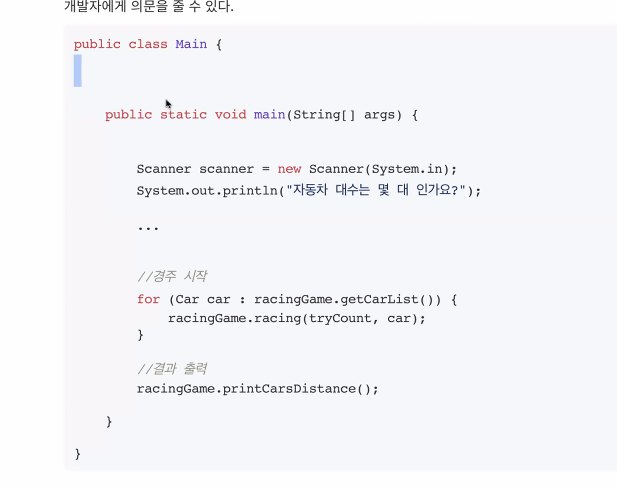 개발자에게 의문을 줄 수 있다.
public class Main {
public static void main(String[] args) {
Scanner scanner = new Scanner(System.in);
System.out.println("자동차 대수는 몇 대 인가요?");
...
//경주 시작
for (Car car : racingGame.getCarList()) {
racingGame.racing(tryCount, car);
}
//결과 출력
racingGame.printCarsDistance();
}
}